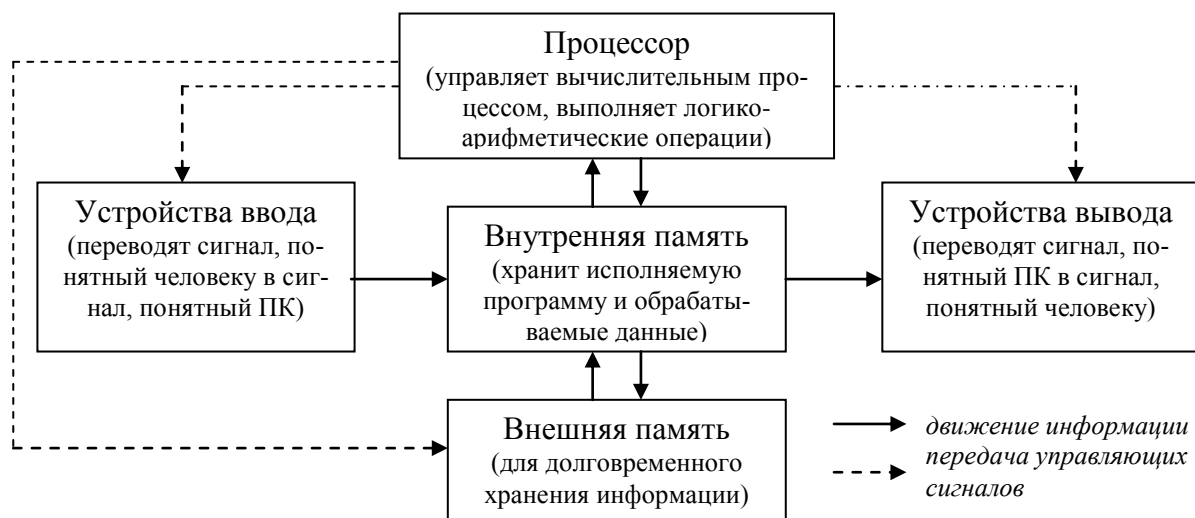 Процессор
(управляет вычислительным про-
цессом, выполняет логико-
арифметические операции)
Устройства ввода
(переводят сигнал, по-
нятный человеку в сиг-
нал, понятный ПК)
Внутренняя память
(хранит исполняемую
программу и обрабаты-
ваемые данные)
Устройства вывода
(переводят сигнал, по-
нятный ПК в сигнал,
понятный человеку)
Внешняя память
(для долговременного
хранения информации)
движение информации
передача управляющих
сигналов